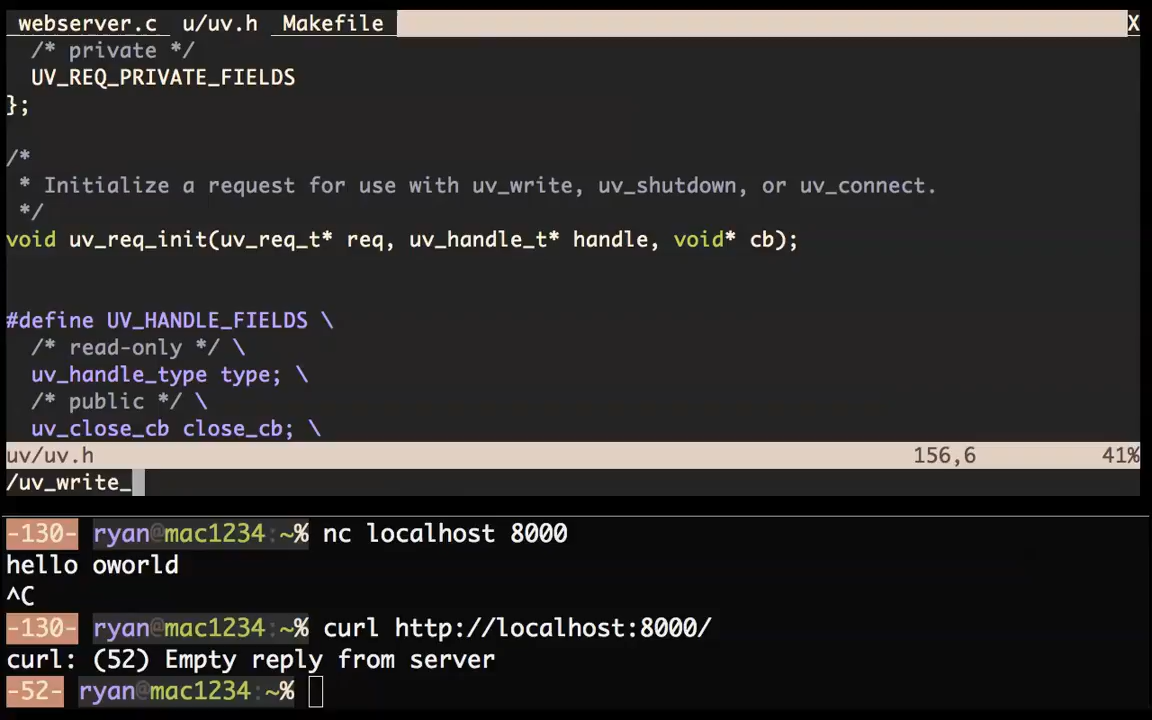 webserver.c  u/uv.h  Makefile  X
/* private */
UV_REQ_PRIVATE_FIELDS
};
/*
* Initialize a request for use with uv_write, uv_shutdown, or uv_connect.
*/
void uv_req_init(uv_req_t* req, uv_handle_t* handle, void* cb);
#define UV_HANDLE_FIELDS \
/* read-only */ \
uv_handle_type type; \
/* public */ \
uv_close_cb close_cb; \
uv/uv.h 156,6 41%
/uv_write_
-130- ryan@mac1234:~% nc localhost 8000
hello oworld
^C
-130- ryan@mac1234:~% curl http://localhost:8000/
curl: (52) Empty reply from server
-52- ryan@mac1234:~%